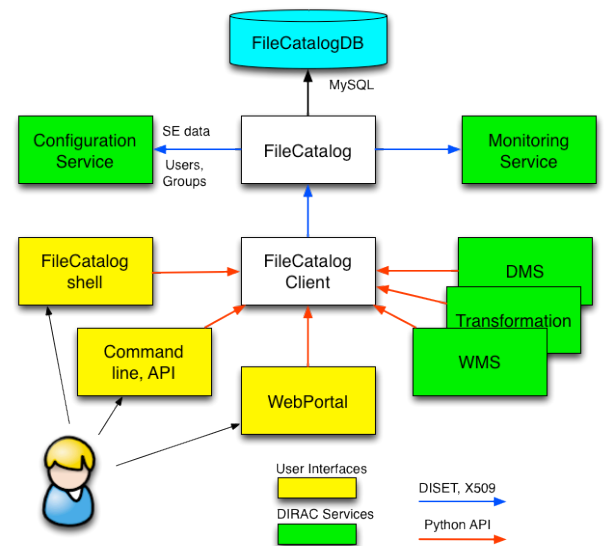 FileCatalogDB
MySQL
Configuration
Service
SE data
Users,
Groups
FileCatalog
Monitoring
Service
FileCatalog
shell
FileCatalog
Client
DMS
Transformation
WMS
Command
line, API
WebPortal
User Interfaces
DIRAC Services
DISET, X509
Python API